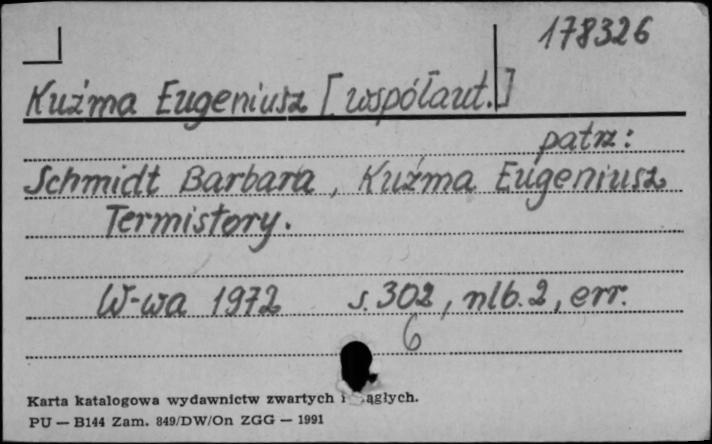 178326
Kuźma Eugeniusz [współaut.]
patrz:
Schmidt Barbara, Kuźma Eugeniusz
Termistory.
W-wa 1972 s. 302, nlb. 2, err.
6
Karta katalogowa wydawnictw zwartych i ągłych.
PU — B144 Zam. 849/DW/On ZGG — 1991